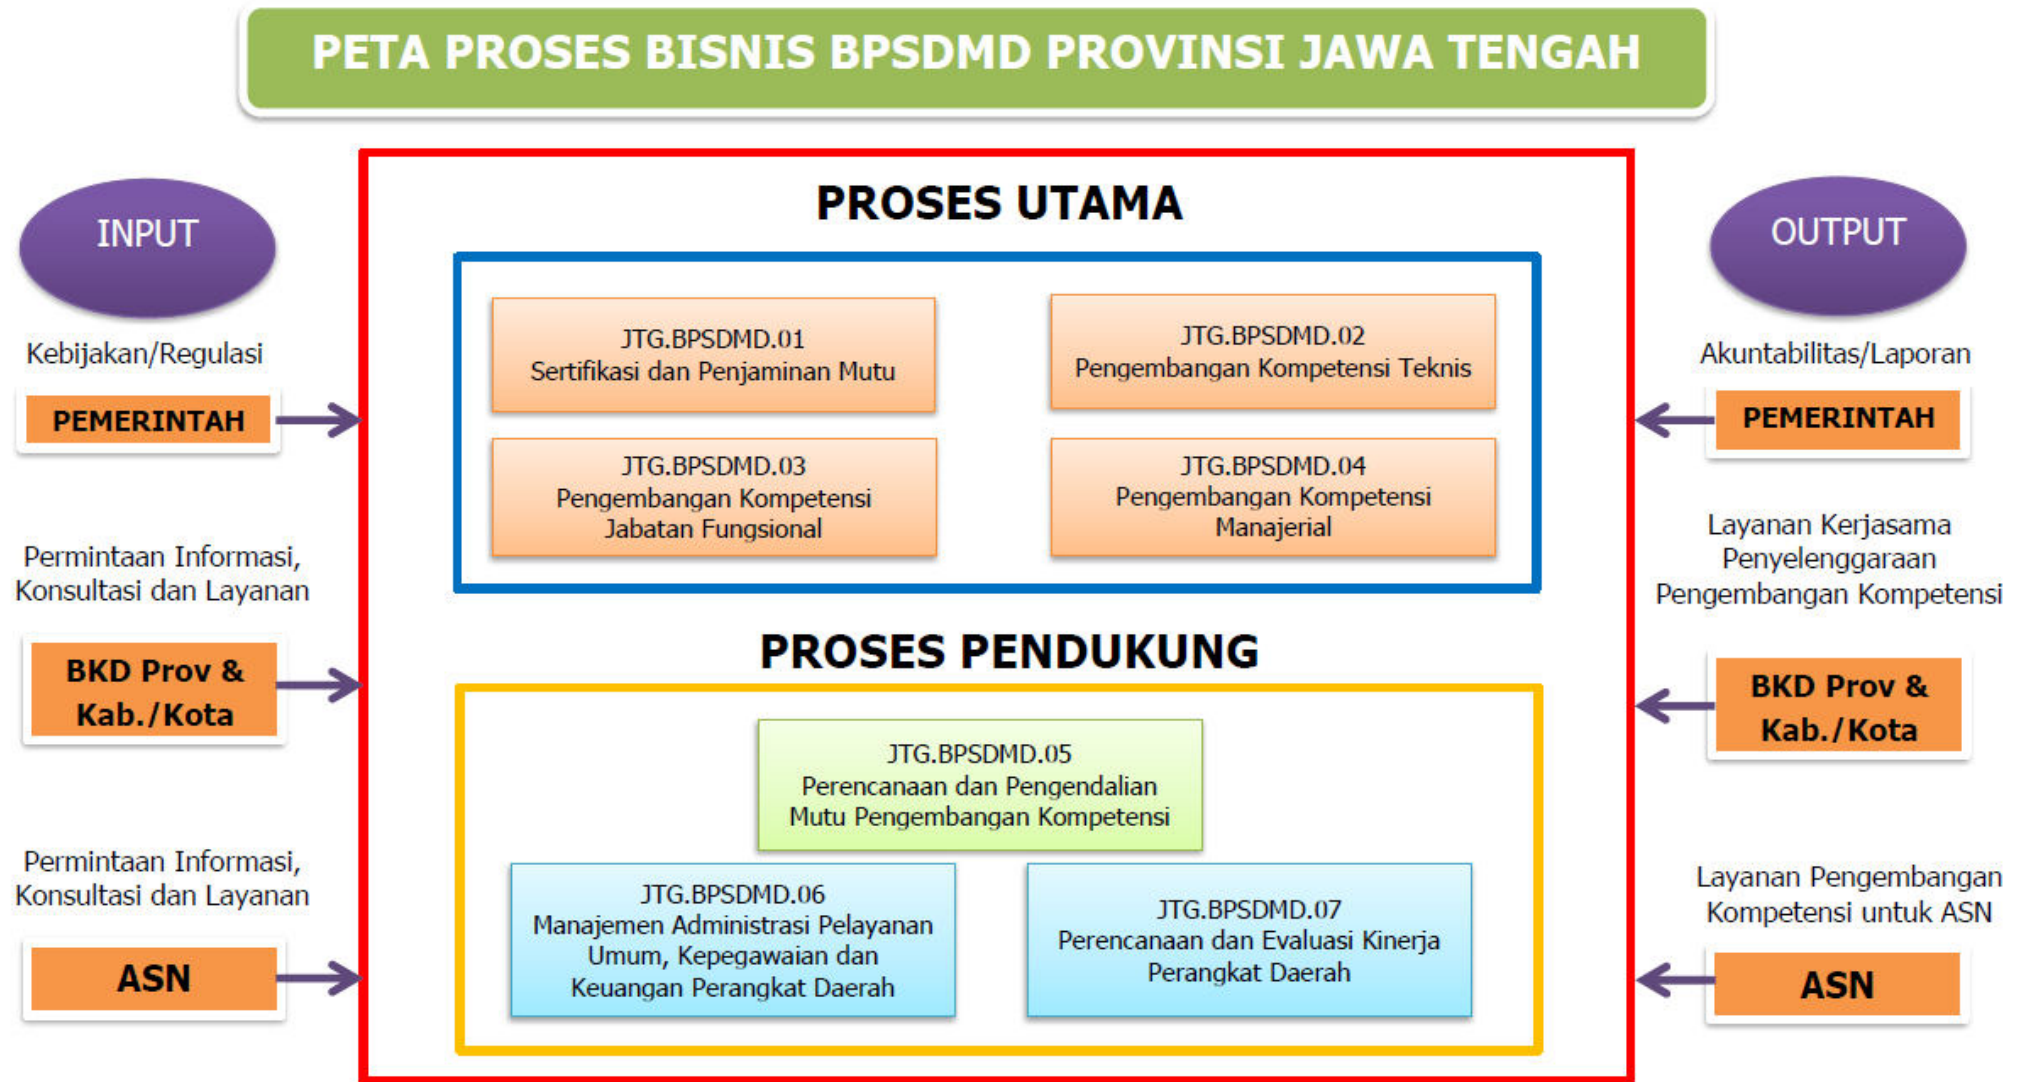 PETA PROSES BISNIS BPSDMD PROVINSI JAWA TENGAH
INPUT
Kebijakan/Regulasi
PEMERINTAH
Permintaan Informasi,
Konsultasi dan Layanan
BKD Prov &
Kab./Kota
Permintaan Informasi,
Konsultasi dan Layanan
ASN
PROSES UTAMA
JTG.BPSDMD.01
Sertifikasi dan Penjaminan Mutu
JTG.BPSDMD.02
Pengembangan Kompetensi Teknis
JTG.BPSDMD.03
Pengembangan Kompetensi
Jabatan Fungsional
JTG.BPSDMD.04
Pengembangan Kompetensi
Manajerial
PROSES PENDUKUNG
JTG.BPSDMD.05
Perencanaan dan Pengendalian
Mutu Pengembangan Kompetensi
JTG.BPSDMD.06
Manajemen Administrasi Pelayanan
Umum, Kepegawaian dan
Keuangan Perangkat Daerah
JTG.BPSDMD.07
Perencanaan dan Evaluasi Kinerja
Perangkat Daerah
OUTPUT
Akuntabilitas/Laporan
PEMERINTAH
Layanan Kerjasama
Penyelenggaraan
Pengembangan Kompetensi
BKD Prov &
Kab./Kota
Layanan Pengembangan
Kompetensi untuk ASN
ASN